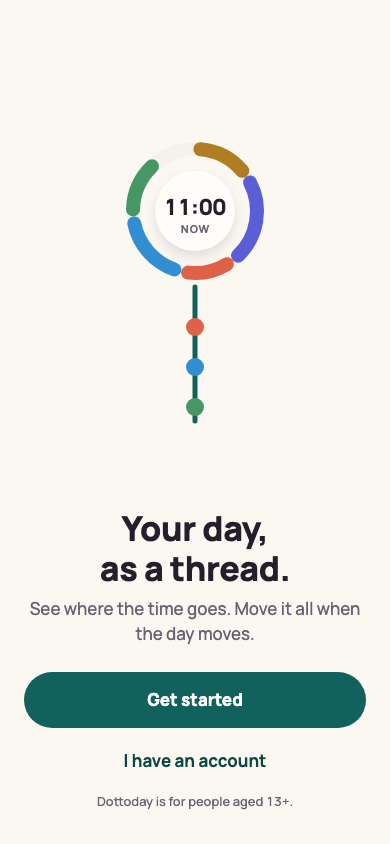 11:00
NOW
Your day,
as a thread.
See where the time goes. Move it all when
the day moves.
Get started
I have an account
Dottoday is for people aged 13+.